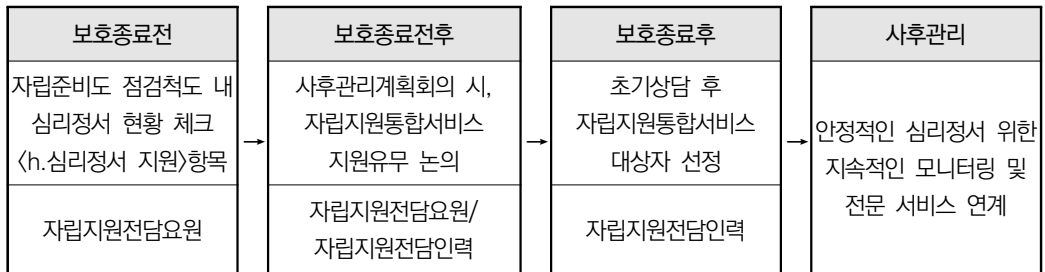 보호종료전
자립준비도 점검척도 내
심리정서 현황 체크
〈h.심리정서 지원〉항목
자립지원전담요원
→
보호종료전후
사후관리계획회의 시,
자립지원통합서비스
지원유무 논의
자립지원전담요원/
자립지원전담인력
→
보호종료후
초기상담 후
자립지원통합서비스
대상자 선정
자립지원전담인력
→
사후관리
안정적인 심리정서 위한
지속적인 모니터링 및
전문 서비스 연계